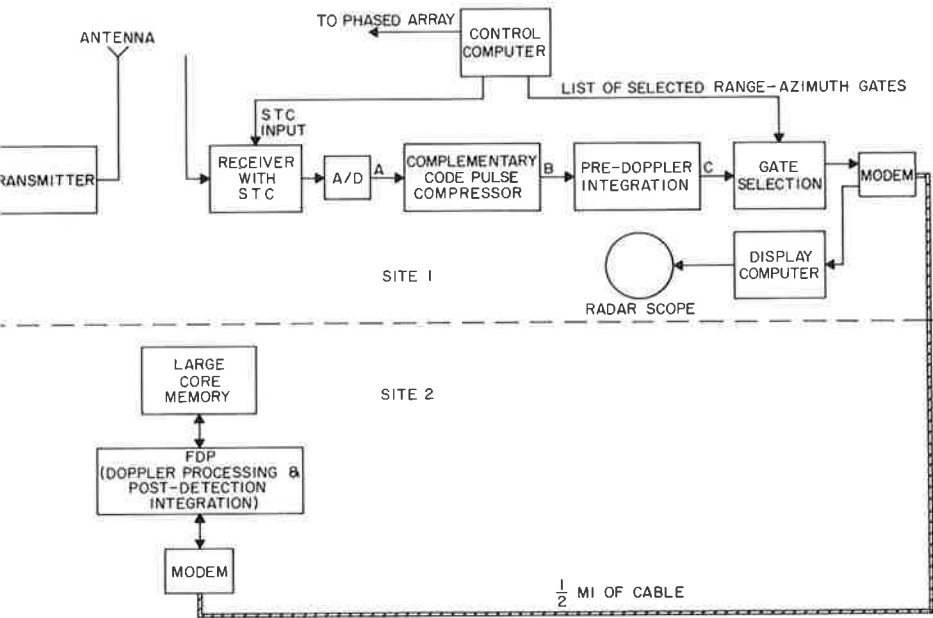 TO PHASED ARRAY
ANTENNA
CONTROL
COMPUTER
LIST OF SELECTED RANGE-AZIMUTH GATES
STC
INPUT
RANSMITTER
RECEIVER
WITH
STC
A/D
A
COMPLEMENTARY
CODE PULSE
COMPRESSOR
B
PRE-DOPPLER
INTEGRATION
C
GATE
SELECTION
MODEM
DISPLAY
COMPUTER
RADAR SCOPE
SITE 1
LARGE
CORE
MEMORY
SITE 2
FDP
(DOPPLER PROCESSING &
POST-DETECTION
INTEGRATION)
MODEM
1/2 MI OF CABLE